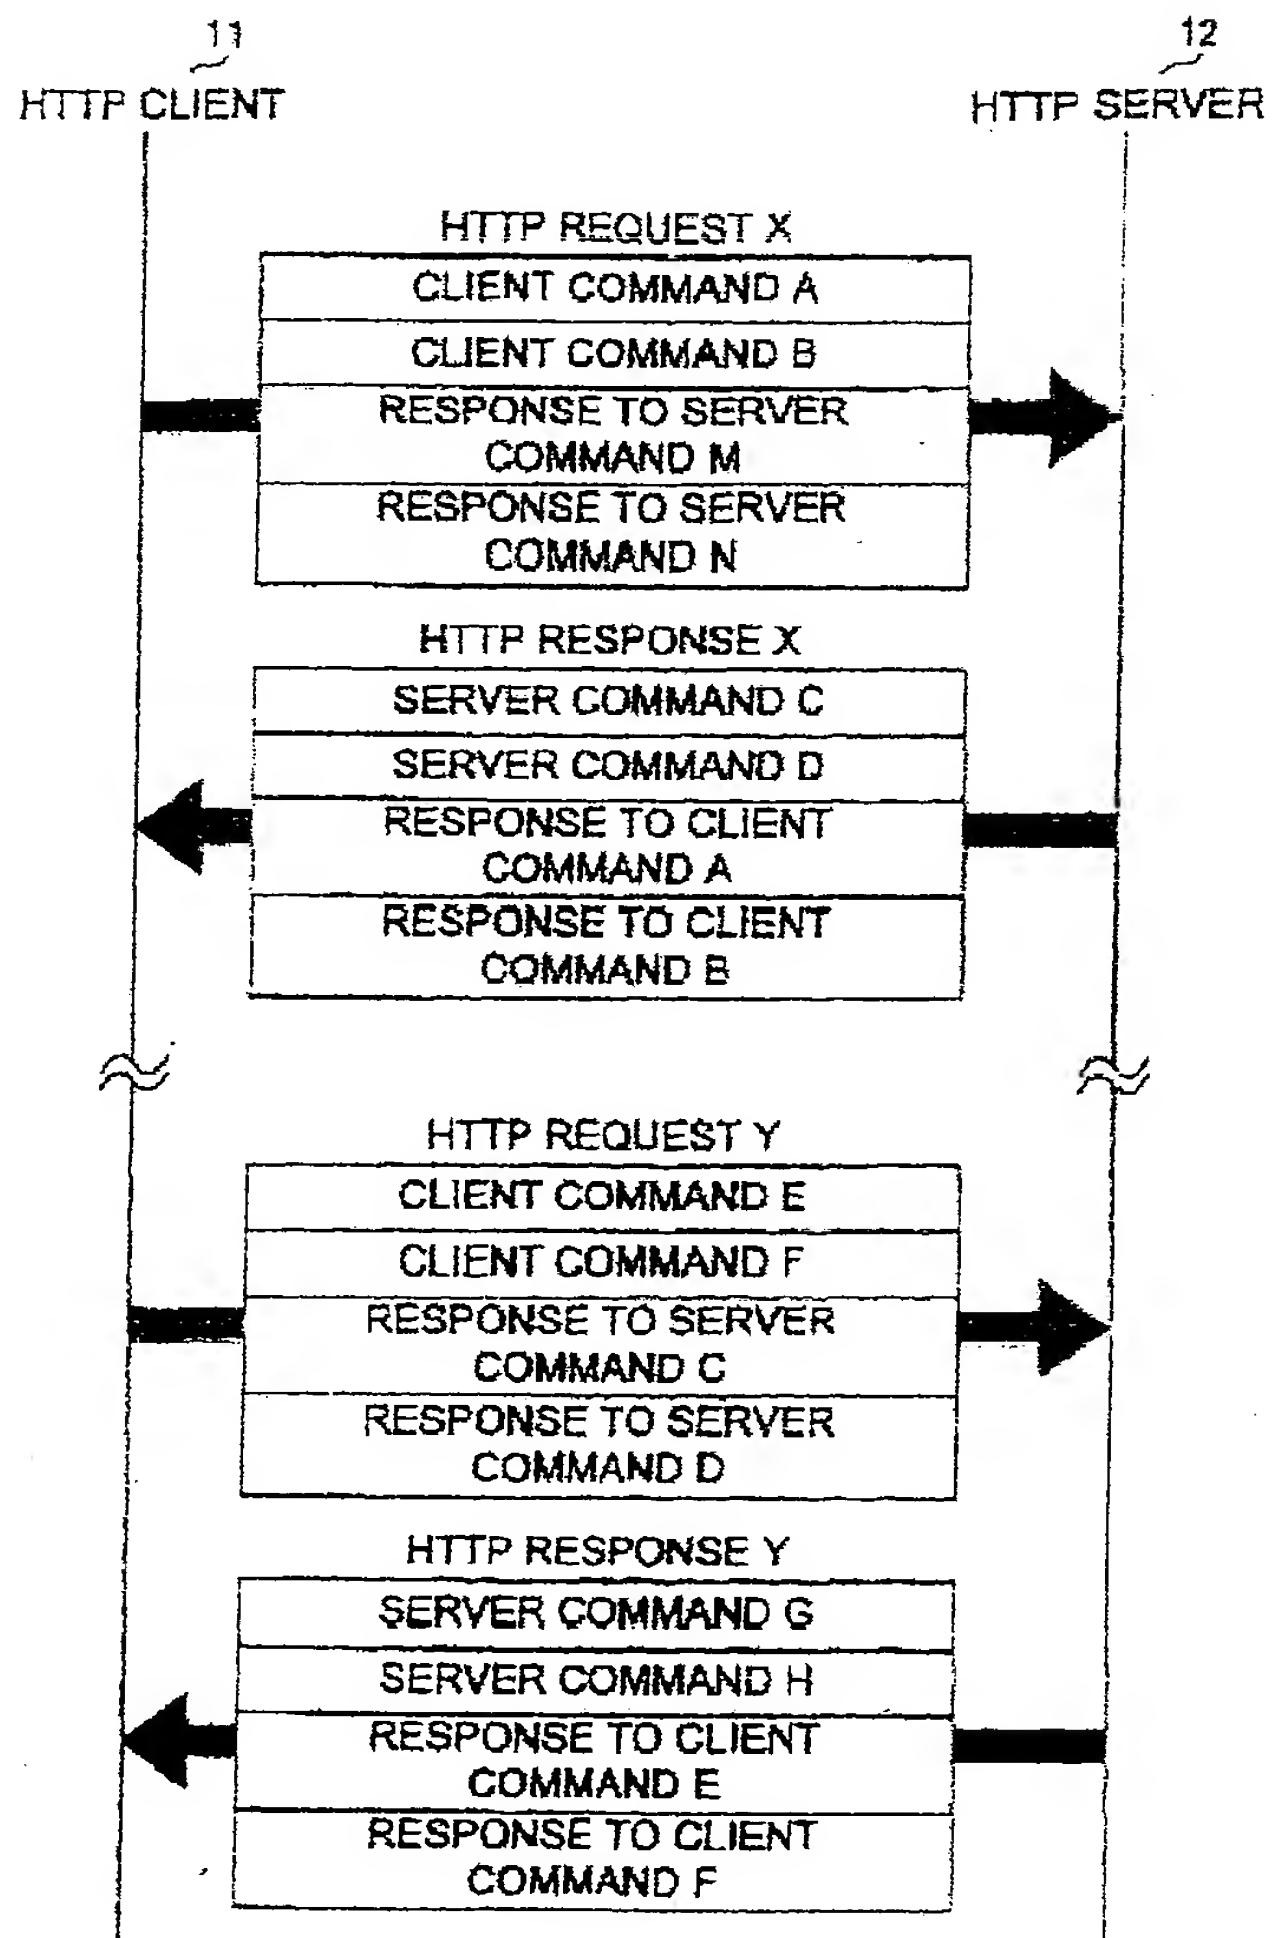 11
12
HTTP CLIENT
HTTP SERVER
HTTP REQUEST X
CLIENT COMMAND A
CLIENT COMMAND B
RESPONSE TO SERVER
COMMAND M
RESPONSE TO SERVER
COMMAND N
HTTP RESPONSE X
SERVER COMMAND C
SERVER COMMAND D
RESPONSE TO CLIENT
COMMAND A
RESPONSE TO CLIENT
COMMAND B
HTTP REQUEST Y
CLIENT COMMAND E
CLIENT COMMAND F
RESPONSE TO SERVER
COMMAND C
RESPONSE TO SERVER
COMMAND D
HTTP RESPONSE Y
SERVER COMMAND G
SERVER COMMAND H
RESPONSE TO CLIENT
COMMAND E
RESPONSE TO CLIENT
COMMAND F